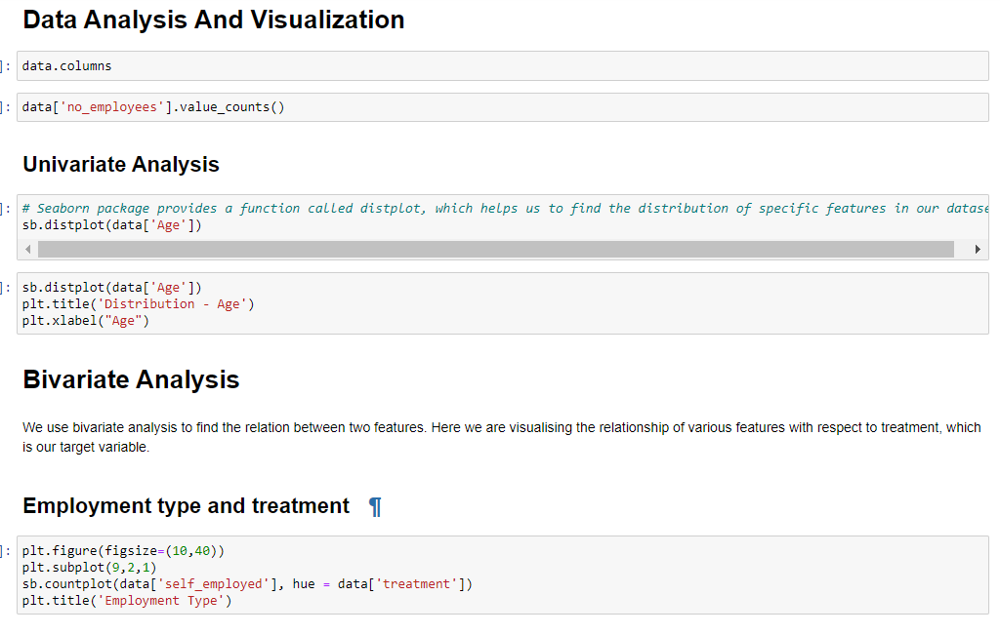 Data Analysis And Visualization
]: data.columns
]: data['no_employees'].value_counts()
Univariate Analysis
]: # Seaborn package provides a function called distplot, which helps us to find the distribution of specific features in our datase
sb.distplot(data['Age'])
]: sb.distplot(data['Age'])
plt.title('Distribution - Age')
plt.xlabel("Age")
Bivariate Analysis
We use bivariate analysis to find the relation between two features. Here we are visualising the relationship of various features with respect to treatment, which
is our target variable.
Employment type and treatment ¶
]: plt.figure(figsize=(10,40))
plt.subplot(9,2,1)
sb.countplot(data['self_employed'], hue = data['treatment'])
plt.title('Employment Type')